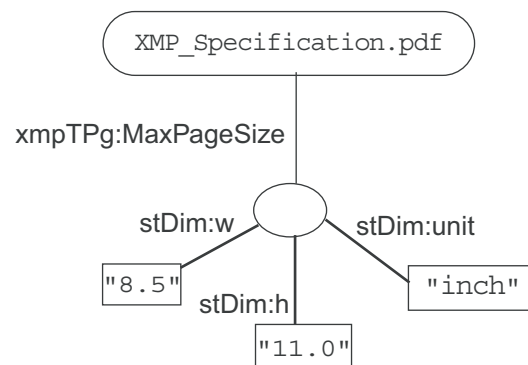 XMP_Specification.pdf
xmpTPg:MaxPageSize
stDim:w
stDim:unit
"8.5"
"inch"
stDim:h
"11.0"